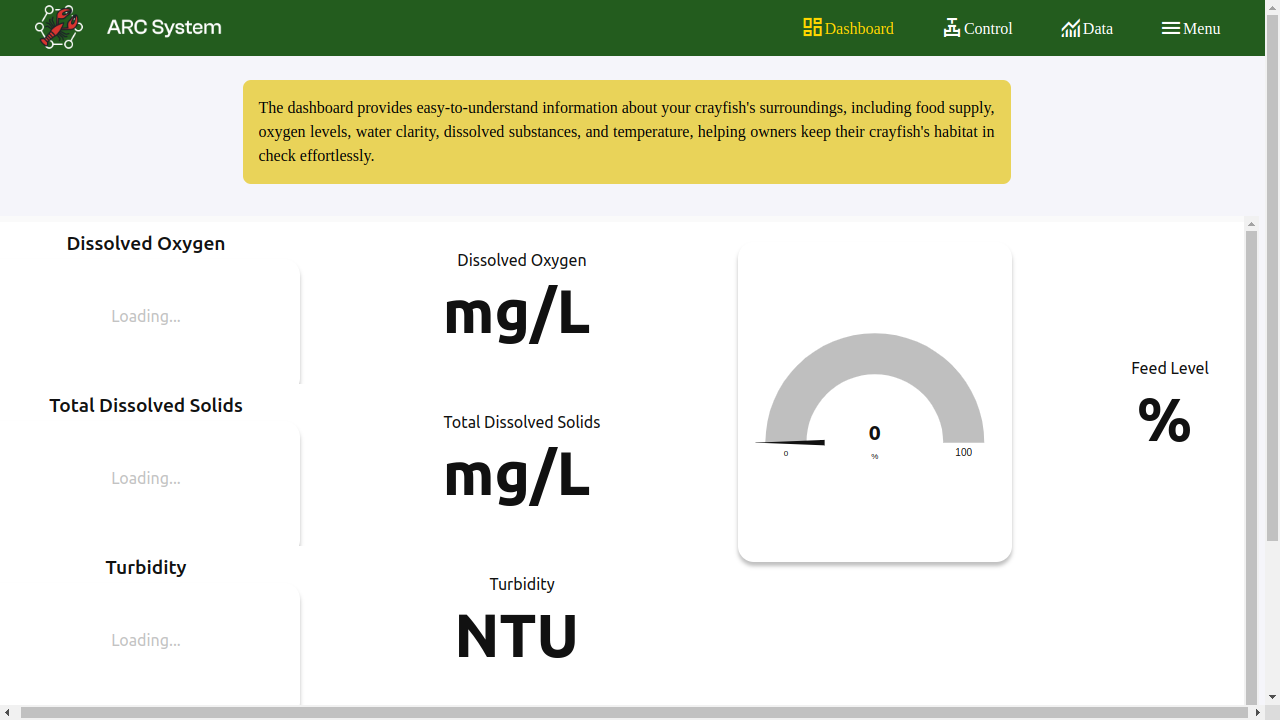 ARC System
Dashboard
Control
Data
Menu
The dashboard provides easy-to-understand information about your crayfish's surroundings, including food supply,
oxygen levels, water clarity, dissolved substances, and temperature, helping owners keep their crayfish's habitat in
check effortlessly.
Dissolved Oxygen
Loading...
Dissolved Oxygen
mg/L
Total Dissolved Solids
Loading...
Total Dissolved Solids
mg/L
Turbidity
Loading...
Turbidity
NTU
0
0
%
100
Feed Level
%